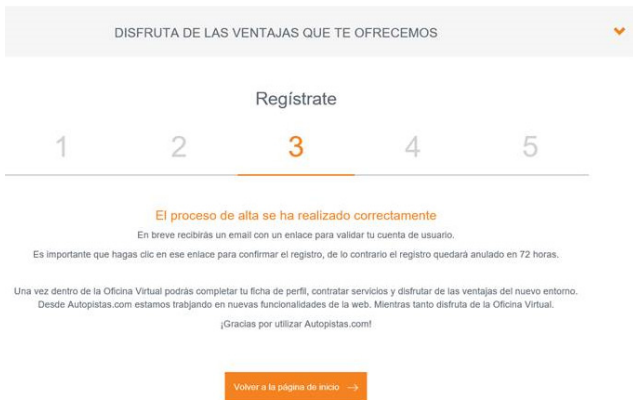 DISFRUTA DE LAS VENTAJAS QUE TE OFRECEMOS
Regístrate
1 2 3 4 5
El proceso de alta se ha realizado correctamente
En breve recibirás un email con un enlace para validar tu cuenta de usuario.
Es importante que hagas clic en ese enlace para confirmar el registro, de lo contrario el registro quedará anulado en 72 horas.
Una vez dentro de la Oficina Virtual podrás completar tu ficha de perfil, contratar servicios y disfrutar de las ventajas del nuevo entorno.
Desde Autopistas.com estamos trabjando en nuevas funcionalidades de la web. Mientras tanto disfruta de la Oficina Virtual.
¡Gracias por utilizar Autopistas.com!
Volver a la página de inicio →